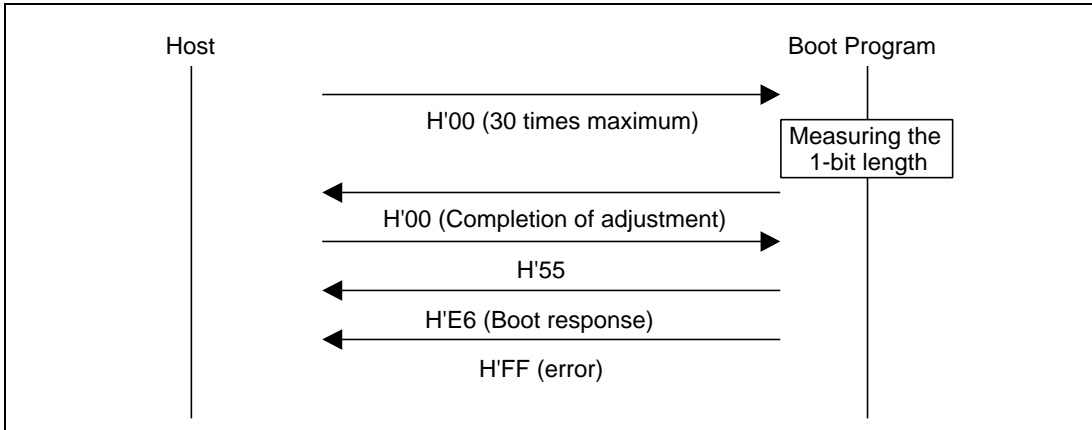 Host
Boot Program
H'00 (30 times maximum)
Measuring the
1-bit length
H'00 (Completion of adjustment)
H'55
H'E6 (Boot response)
H'FF (error)